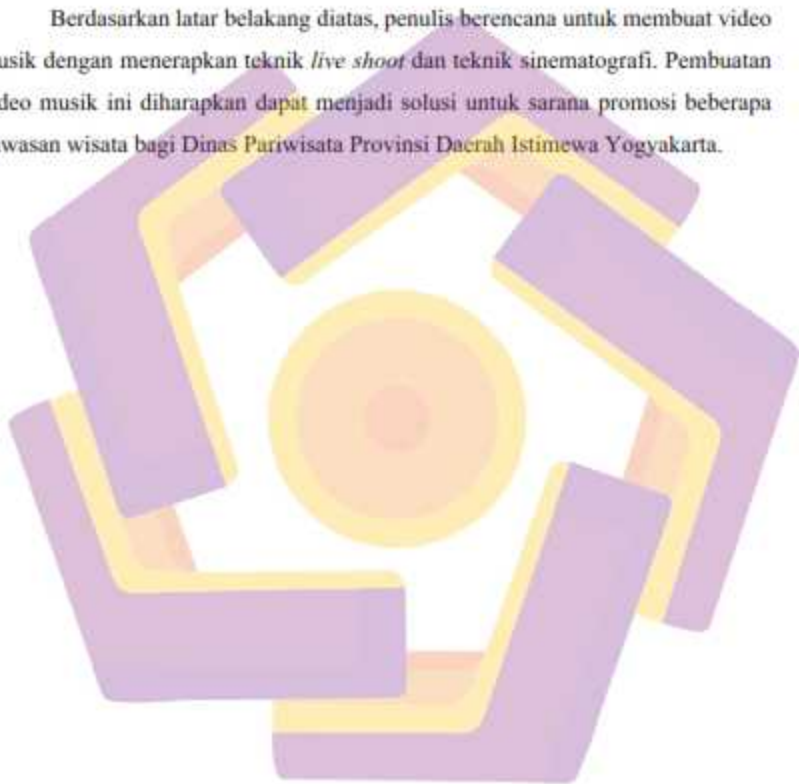 Berdasarkan latar belakang diatas, penulis berencana untuk membuat video
usik dengan menerapkan teknik live shoot dan teknik sinematografi. Pembuatan
deo musik ini diharapkan dapat menjadi solusi untuk sarana promosi beberapa
wasan wisata bagi Dinas Pariwisata Provinsi Daerah Istimewa Yogyakarta.